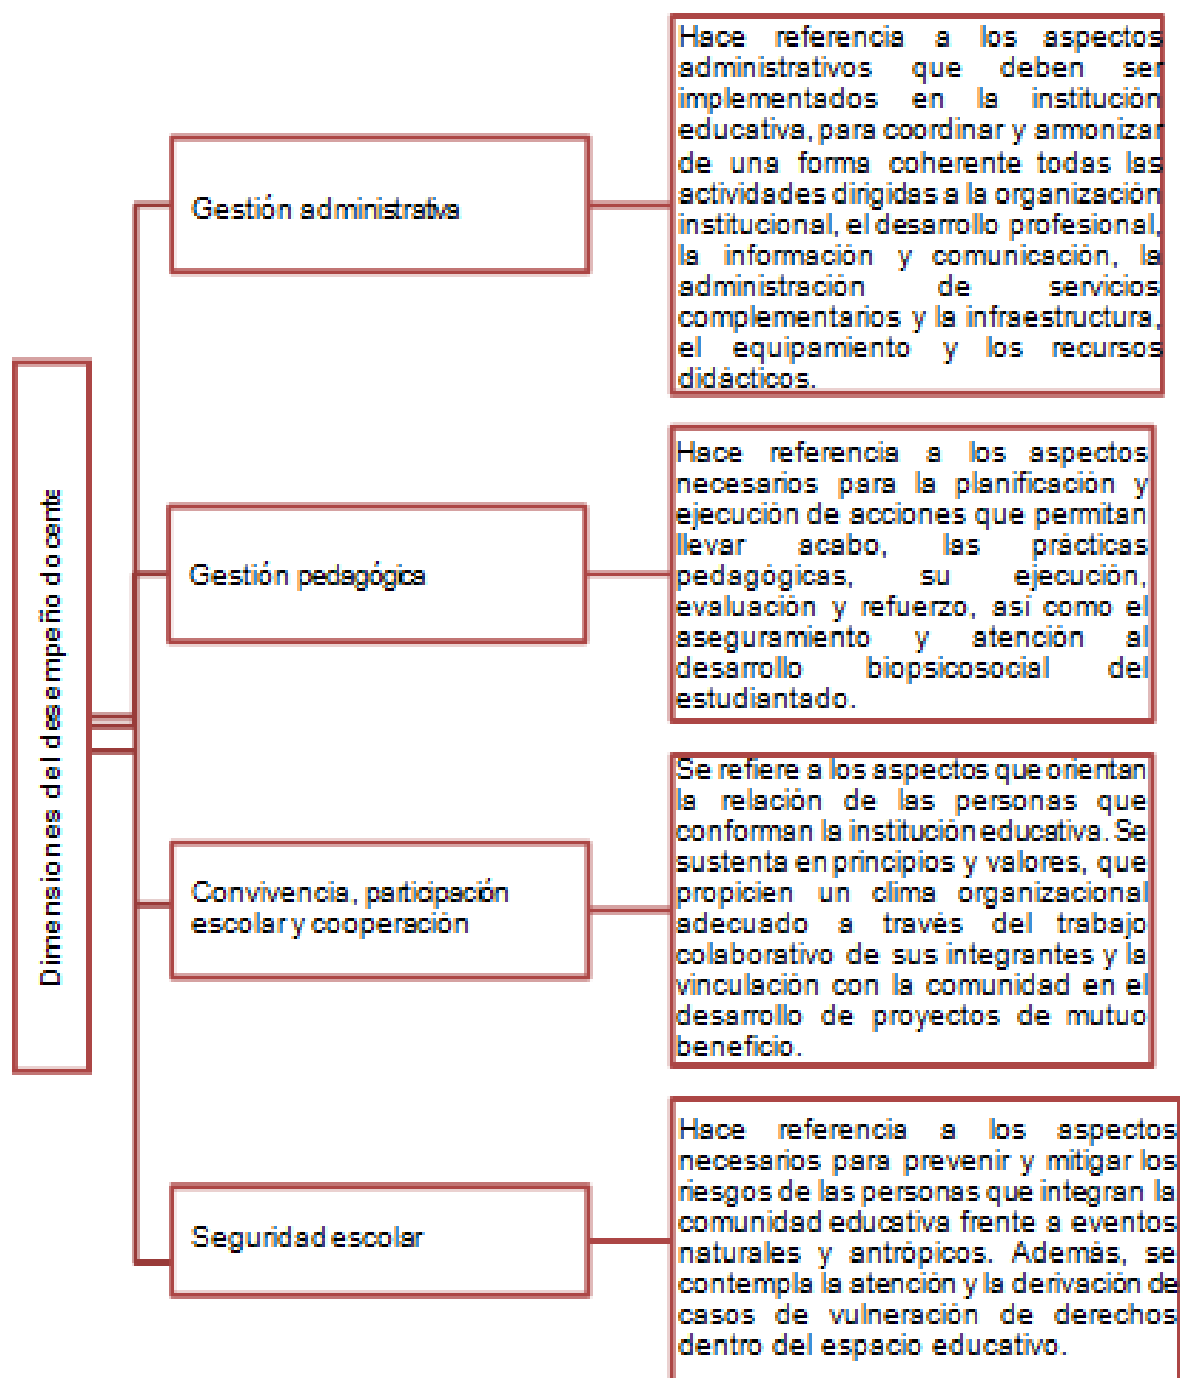 Dimensiones del desempeño docente
Gestión administrativa
Hace referencia a los aspectos
administrativos que deben ser
implementados en la institución
educativa, para coordinar y armonizar
de una forma coherente todas las
actividades dirigidas a la organización
institucional, el desarrollo profesional,
la información y comunicación, la
administración de servicios
complementarios y la infraestructura,
el equipamiento y los recursos
didácticos.
Gestión pedagógica
Hace referencia a los aspectos
necesarios para la planificación y
ejecución de acciones que permitan
llevar acabo, las prácticas
pedagógicas, su ejecución,
evaluación y refuerzo, así como el
aseguramiento y atención al
desarrollo biopsicosocial del
estudiantado.
Convivencia, participación
escolar y cooperación
Se refiere a los aspectos que orientan
la relación de las personas que
conforman la institución educativa. Se
sustenta en principios y valores, que
propicien un clima organizacional
adecuado a través del trabajo
colaborativo de sus integrantes y la
vinculación con la comunidad en el
desarrollo de proyectos de mutuo
beneficio.
Seguridad escolar
Hace referencia a los aspectos
necesarios para prevenir y mitigar los
riesgos de las personas que integran la
comunidad educativa frente a eventos
naturales y antrópicos. Además, se
contempla la atención y la derivación de
casos de vulneración de derechos
dentro del espacio educativo.